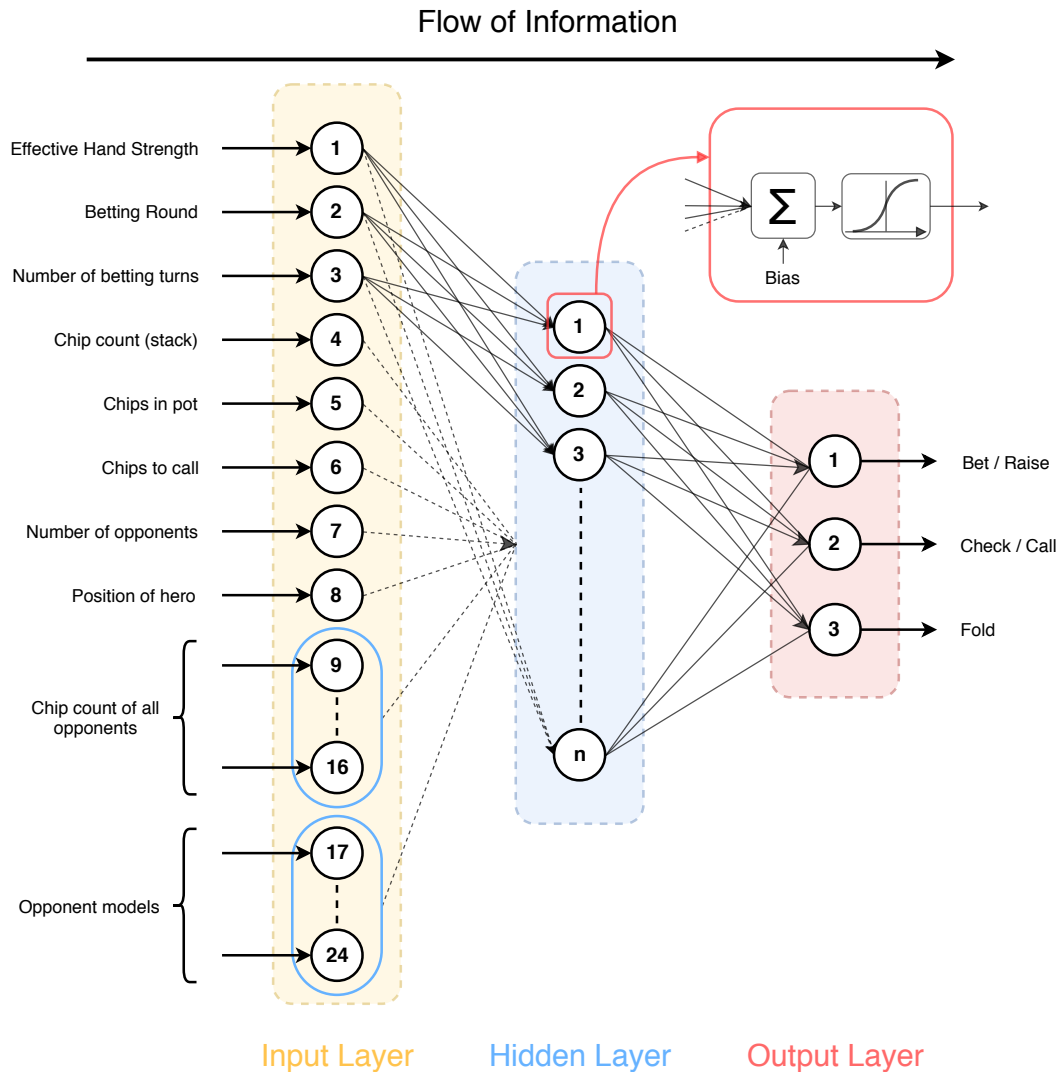 Flow of Information
Effective Hand Strength
1
Betting Round
2
Number of betting turns
3
Chip count (stack)
4
Chips in pot
5
Chips to call
6
Number of opponents
7
Position of hero
8
Chip count of all
opponents
9
16
Opponent models
17
24
1
2
3
n
Σ
Bias
1
Bet / Raise
2
Check / Call
3
Fold
Input Layer
Hidden Layer
Output Layer